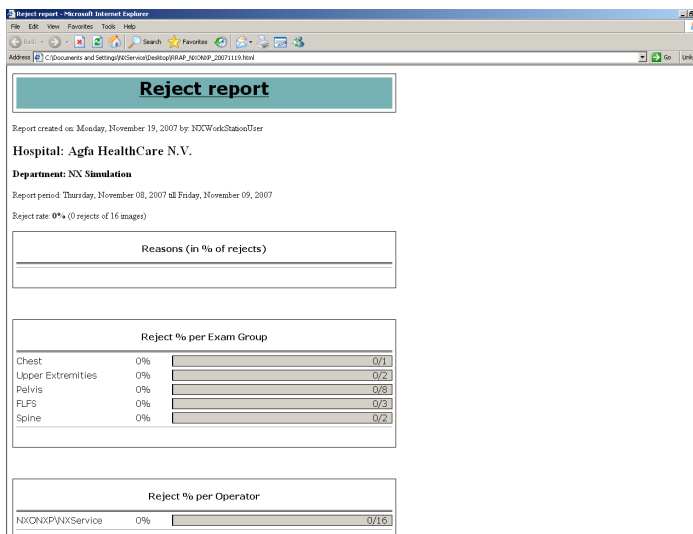 Reject report - Microsoft Internet Explorer
File Edit View Favorites Tools Help
Back Search Favorites
Address C:\Documents and Settings\NXService\Desktop\RRAP_NXONXP_20071119.html Go Links
Reject report
Report created on: Monday, November 19, 2007 by: NXWorkStationUser
Hospital: Agfa HealthCare N.V.
Department: NX Simulation
Report period: Thursday, November 08, 2007 till Friday, November 09, 2007
Reject rate: 0% (0 rejects of 16 images)
Reasons (in % of rejects)
Reject % per Exam Group
Chest 0% 0/1
Upper Extremities 0% 0/2
Pelvis 0% 0/8
FLFS 0% 0/3
Spine 0% 0/2
Reject % per Operator
NXONXP\NXService 0% 0/16